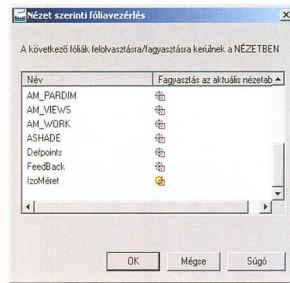 Nézet szerinti fóliavezérlés
A következő fóliák felolvasztásra/fagyasztásra kerülnek a NÉZETBEN
Név Fagyasztás az aktuális nézetab
AM_PARDIM
AM_VIEWS
AM_WORK
ASHADE
Defpoints
FeedBack
IzoMéret
OK Mégse Súgó